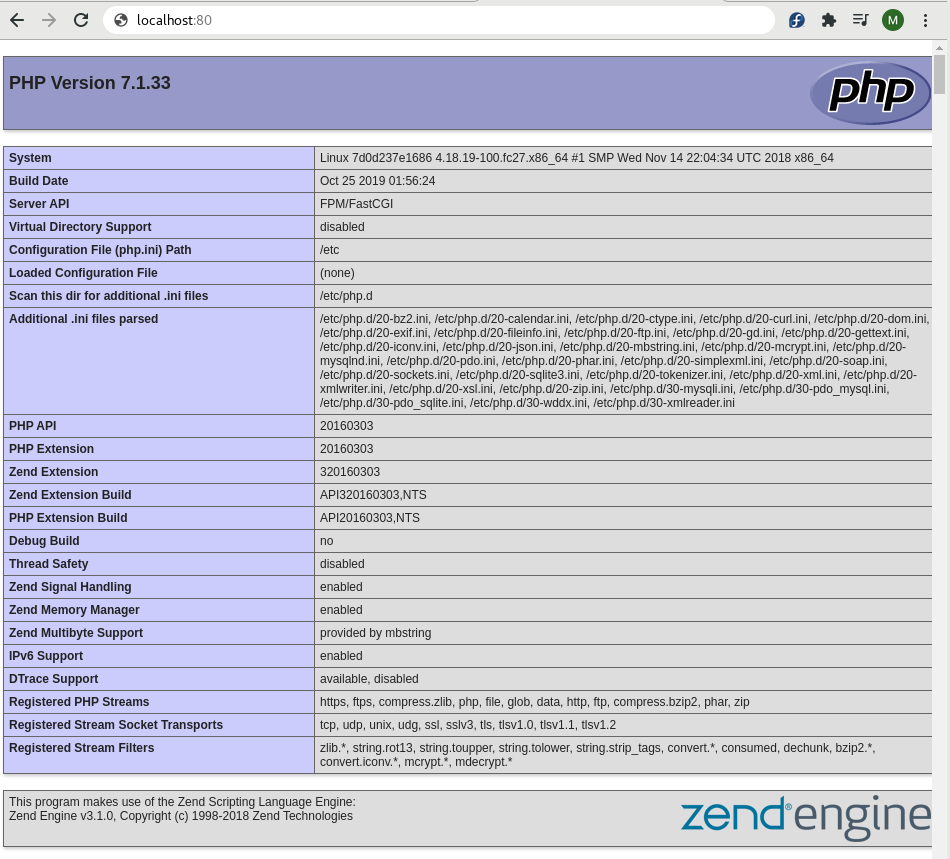 localhost:80
M
PHP Version 7.1.33
php
System Linux 7d0d237e1686 4.18.19-100.fc27.x86_64 #1 SMP Wed Nov 14 22:04:34 UTC 2018 x86_64
Build Date Oct 25 2019 01:56:24
Server API FPM/FastCGI
Virtual Directory Support disabled
Configuration File (php.ini) Path /etc
Loaded Configuration File (none)
Scan this dir for additional .ini files /etc/php.d
Additional .ini files parsed /etc/php.d/20-bz2.ini, /etc/php.d/20-calendar.ini, /etc/php.d/20-ctype.ini, /etc/php.d/20-curl.ini, /etc/php.d/20-dom.ini,
/etc/php.d/20-exif.ini, /etc/php.d/20-fileinfo.ini, /etc/php.d/20-ftp.ini, /etc/php.d/20-gd.ini, /etc/php.d/20-gettext.ini,
/etc/php.d/20-iconv.ini, /etc/php.d/20-json.ini, /etc/php.d/20-mbstring.ini, /etc/php.d/20-mcrypt.ini, /etc/php.d/20-
mysqlnd.ini, /etc/php.d/20-pdo.ini, /etc/php.d/20-phar.ini, /etc/php.d/20-simplexml.ini, /etc/php.d/20-soap.ini,
/etc/php.d/20-sockets.ini, /etc/php.d/20-sqlite3.ini, /etc/php.d/20-tokenizer.ini, /etc/php.d/20-xml.ini, /etc/php.d/20-
xmlwriter.ini, /etc/php.d/20-xsl.ini, /etc/php.d/20-zip.ini, /etc/php.d/30-mysqli.ini, /etc/php.d/30-pdo_mysql.ini,
/etc/php.d/30-pdo_sqlite.ini, /etc/php.d/30-wddx.ini, /etc/php.d/30-xmlreader.ini
PHP API 20160303
PHP Extension 20160303
Zend Extension 320160303
Zend Extension Build API320160303,NTS
PHP Extension Build API20160303,NTS
Debug Build no
Thread Safety disabled
Zend Signal Handling enabled
Zend Memory Manager enabled
Zend Multibyte Support provided by mbstring
IPv6 Support enabled
DTrace Support available, disabled
Registered PHP Streams https, ftps, compress.zlib, php, file, glob, data, http, ftp, compress.bzip2, phar, zip
Registered Stream Socket Transports tcp, udp, unix, udg, ssl, sslv3, tls, tlsv1.0, tlsv1.1, tlsv1.2
Registered Stream Filters zlib.*, string.rot13, string.toupper, string.tolower, string.strip_tags, convert.*, consumed, dechunk, bzip2.*,
convert.iconv.*, mcrypt.*, mdecrypt.*
This program makes use of the Zend Scripting Language Engine:
Zend Engine v3.1.0, Copyright (c) 1998-2018 Zend Technologies
zend® engine